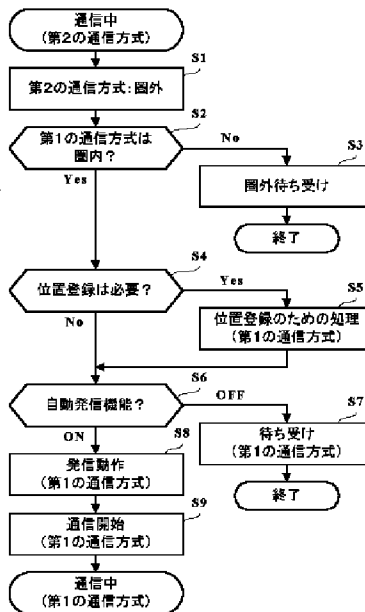 通信中
(第2の通信方式)
S1
第2の通信方式:圏外
S2
第1の通信方式は
圏内?
No
Yes
S3
圏外待ち受け
終了
S4
位置登録は必要?
Yes
No
S5
位置登録のための処理
(第1の通信方式)
S6
自動発信機能?
OFF
ON
S7
待ち受け
(第1の通信方式)
終了
S8
発信動作
(第1の通信方式)
S9
通信開始
(第1の通信方式)
通信中
(第1の通信方式)